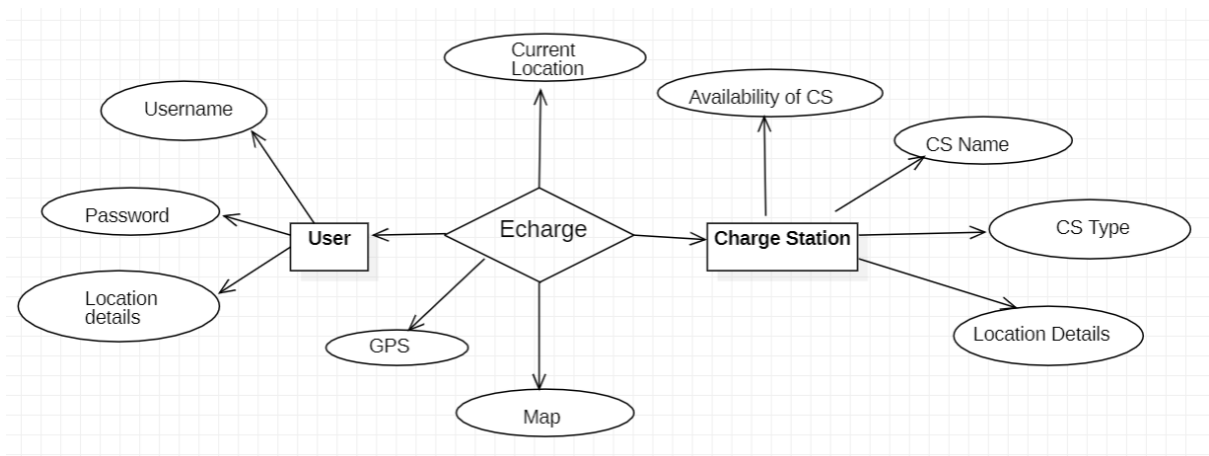 Current
Location
Availability of CS
Username
CS Name
Password
User
Echarge
Charge Station
CS Type
Location
details
GPS
Location Details
Map